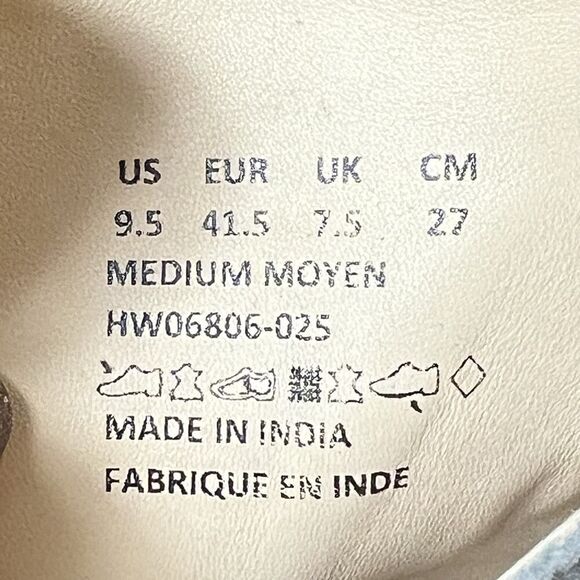 US EUR UK CM
9.5 41.5 7.5 27
MEDIUM MOYEN
HW06806-025
MADE IN INDIA
FABRIQUE EN INDE